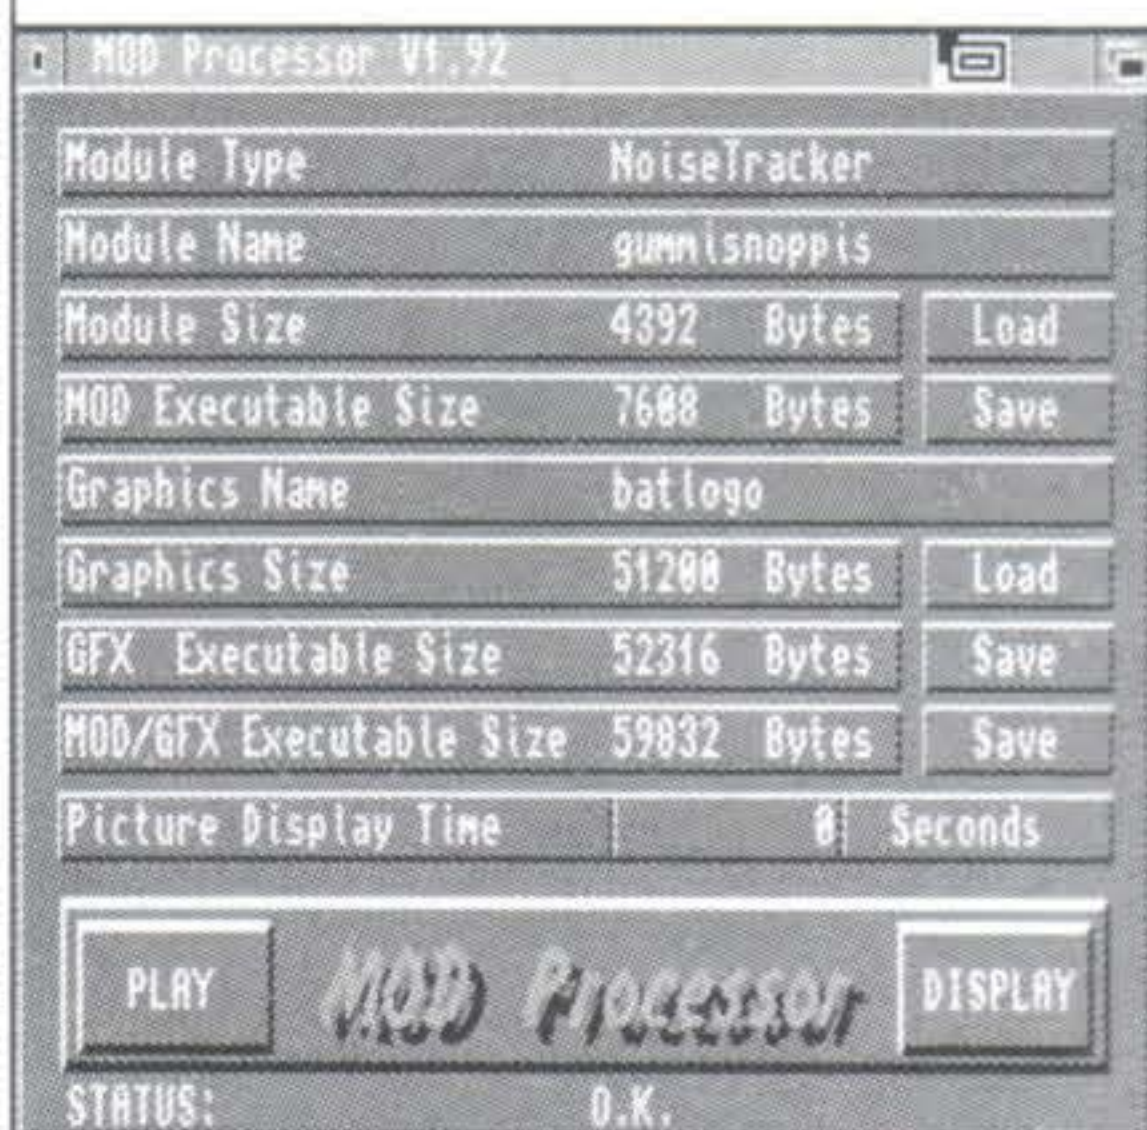 MOD Processor V1.92
Module Type NoiseTracker
Module Name gummisnoppis
Module Size 4392 Bytes Load
MOD Executable Size 7608 Bytes Save
Graphics Name batlogo
Graphics Size 51200 Bytes Load
GFX Executable Size 52316 Bytes Save
MOD/GFX Executable Size 59832 Bytes Save
Picture Display Time 0 Seconds
PLAY MOD Processor DISPLAY
STATUS: O.K.